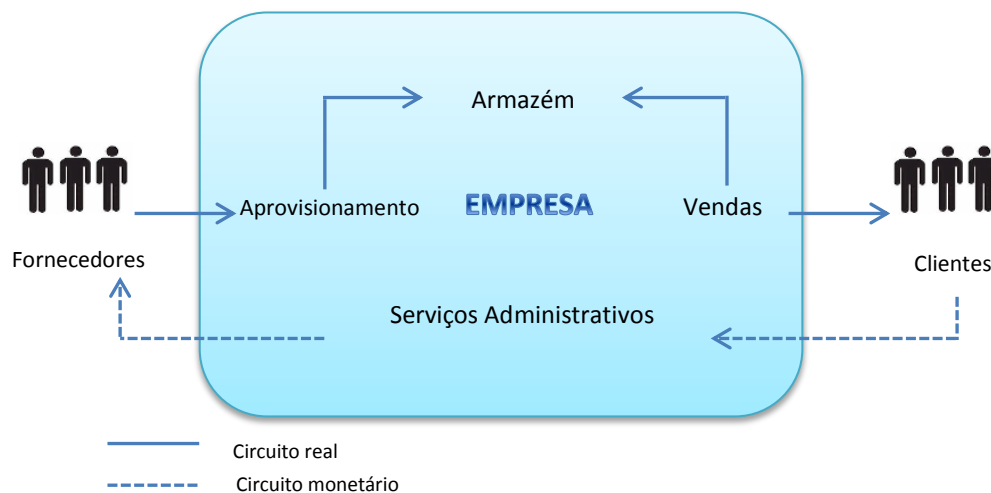 Armazém
Aprovisionamento
EMPRESA
Vendas
Fornecedores
Clientes
Serviços Administrativos
Circuito real
Circuito monetário